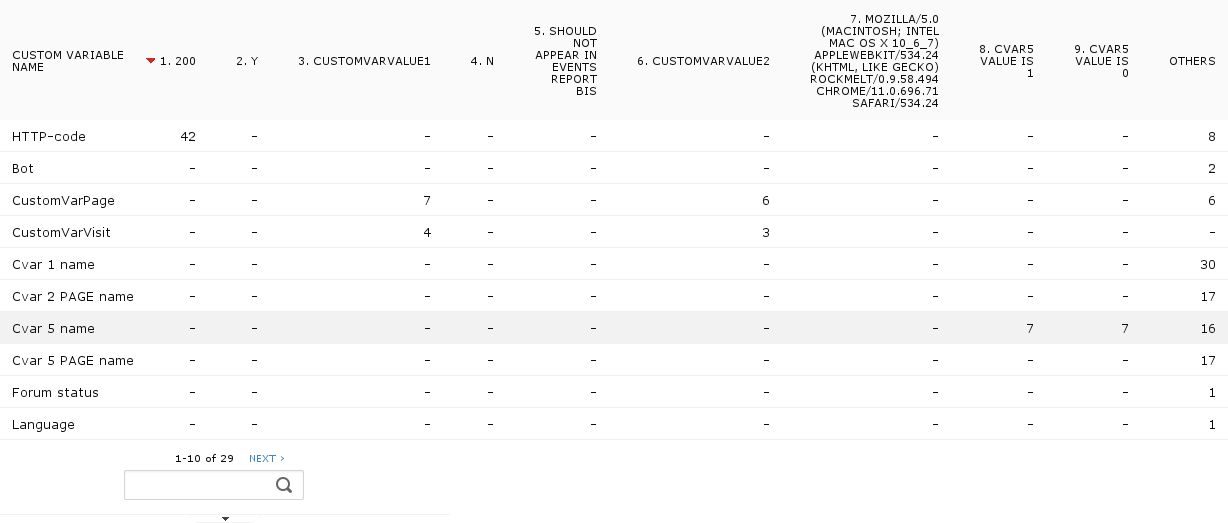 CUSTOM VARIABLE
NAME
1. 200
2. Y
3. CUSTOMVARVALUE1
4. N
5. SHOULD
NOT
APPEAR IN
EVENTS
REPORT
BIS
6. CUSTOMVARVALUE2
7. MOZILLA/5.0
(MACINTOSH; INTEL
MAC OS X 10_6_7)
APPLEWEBKIT/534.24
(KHTML, LIKE GECKO)
ROCKMELT/0.9.58.494
CHROME/11.0.696.71
SAFARI/534.24
8. CVAR5
VALUE IS
1
9. CVAR5
VALUE IS
0
OTHERS
HTTP-code 42 - - - - - - - - 8
Bot - - - - - - - - - 2
CustomVarPage - - 7 - - 6 - - - 6
CustomVarVisit - - 4 - - 3 - - - -
Cvar 1 name - - - - - - - - - 30
Cvar 2 PAGE name - - - - - - - - - 17
Cvar 5 name - - - - - - - 7 7 16
Cvar 5 PAGE name - - - - - - - - - 17
Forum status - - - - - - - - - 1
Language - - - - - - - - - 1
1-10 of 29 NEXT ›